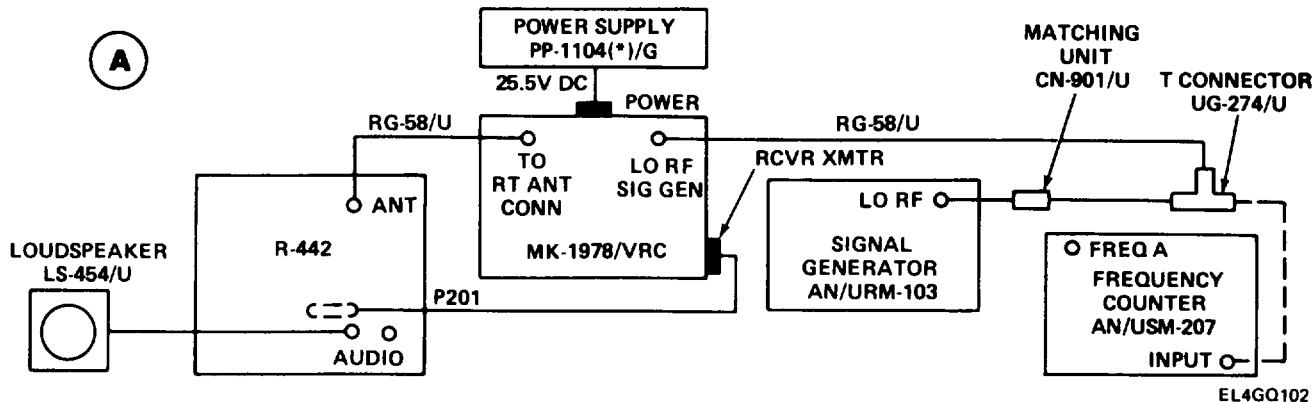 A
POWER SUPPLY
PP-1104(*)/G
25.5V DC
POWER
MATCHING
UNIT
CN-901/U
T CONNECTOR
UG-274/U
RG-58/U
RG-58/U
TO
RT ANT
CONN
LO RF
SIG GEN
RCVR XMTR
MK-1978/VRC
ANT
R-442
LOUDSPEAKER
LS-454/U
P201
AUDIO
LO RF
SIGNAL
GENERATOR
AN/URM-103
FREQ A
FREQUENCY
COUNTER
AN/USM-207
INPUT
EL4GQ102